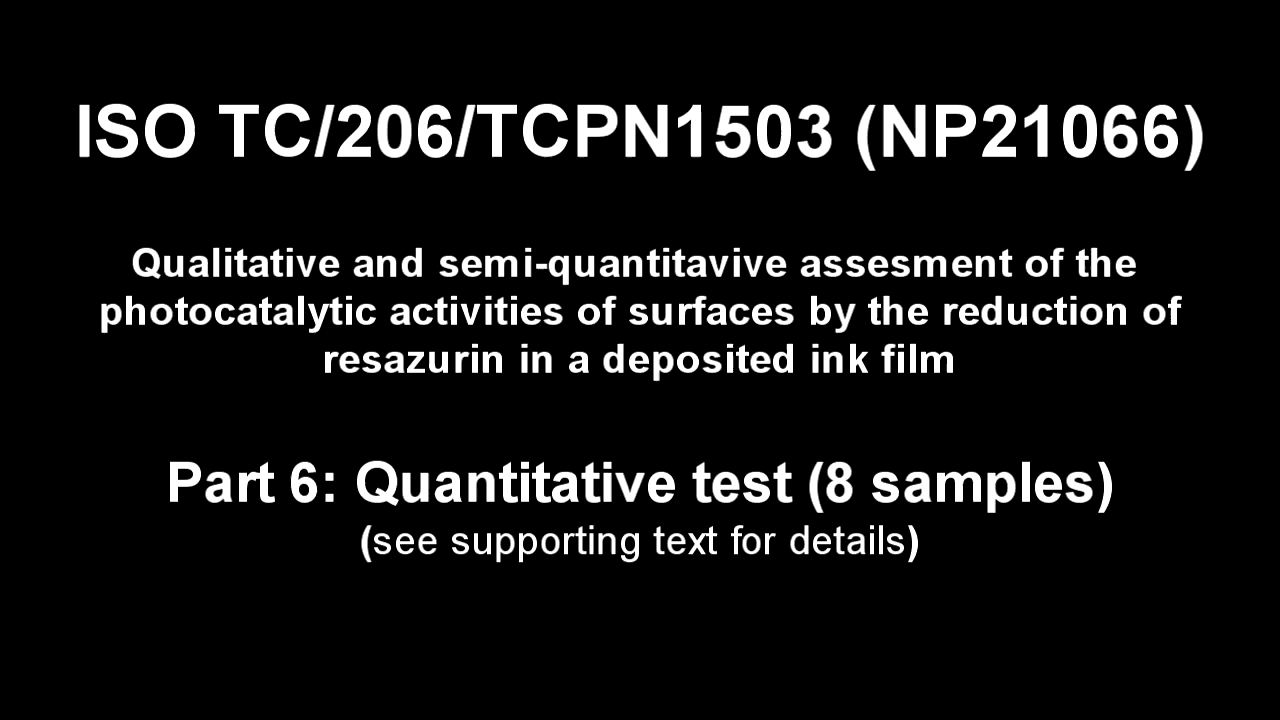 ISO TC/206/TCPN1503 (NP21066)
Qualitative and semi-quantitavive assesment of the
photocatalytic activities of surfaces by the reduction of
resazurin in a deposited ink film
Part 6: Quantitative test (8 samples)
(see supporting text for details)